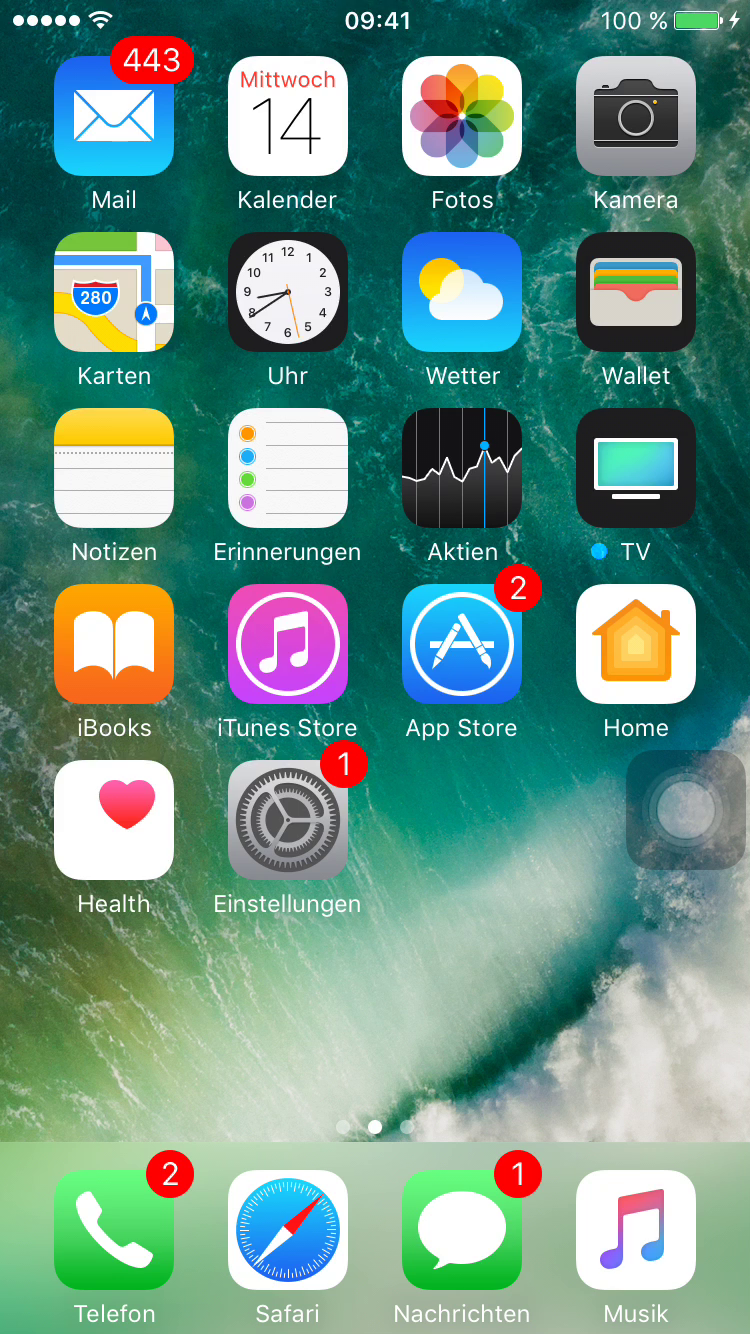 09:41 100 %
443
Mittwoch
14
Mail Kalender Fotos Kamera
280
12 1 2 3 4 5 6 7 8 9 10 11
Karten Uhr Wetter Wallet
Notizen Erinnerungen Aktien TV
2
iBooks iTunes Store App Store Home
1
Health Einstellungen
2 1
Telefon Safari Nachrichten Musik